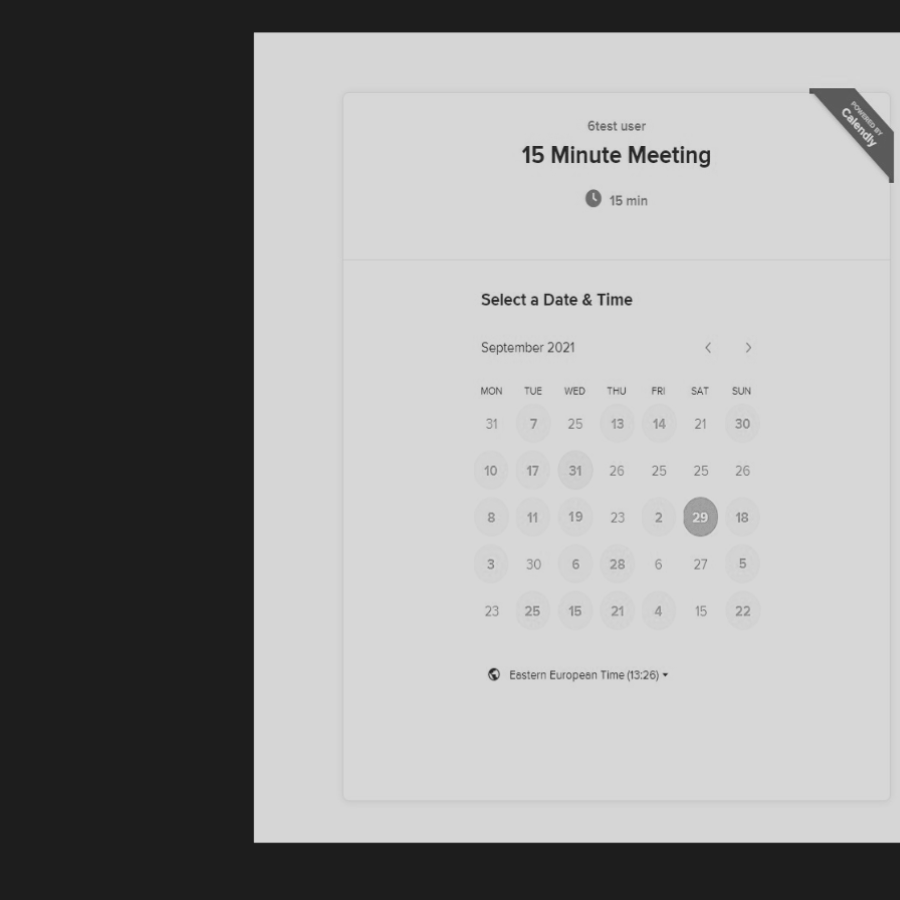 POWERED BY
Calendly
6test user
15 Minute Meeting
15 min
Select a Date & Time
September 2021
MON TUE WED THU FRI SAT SUN
31 7 25 13 14 21 30
10 17 31 26 25 25 26
8 11 19 23 2 29 18
3 30 6 28 6 27 5
23 25 15 21 4 15 22
Eastern European Time (13:26)